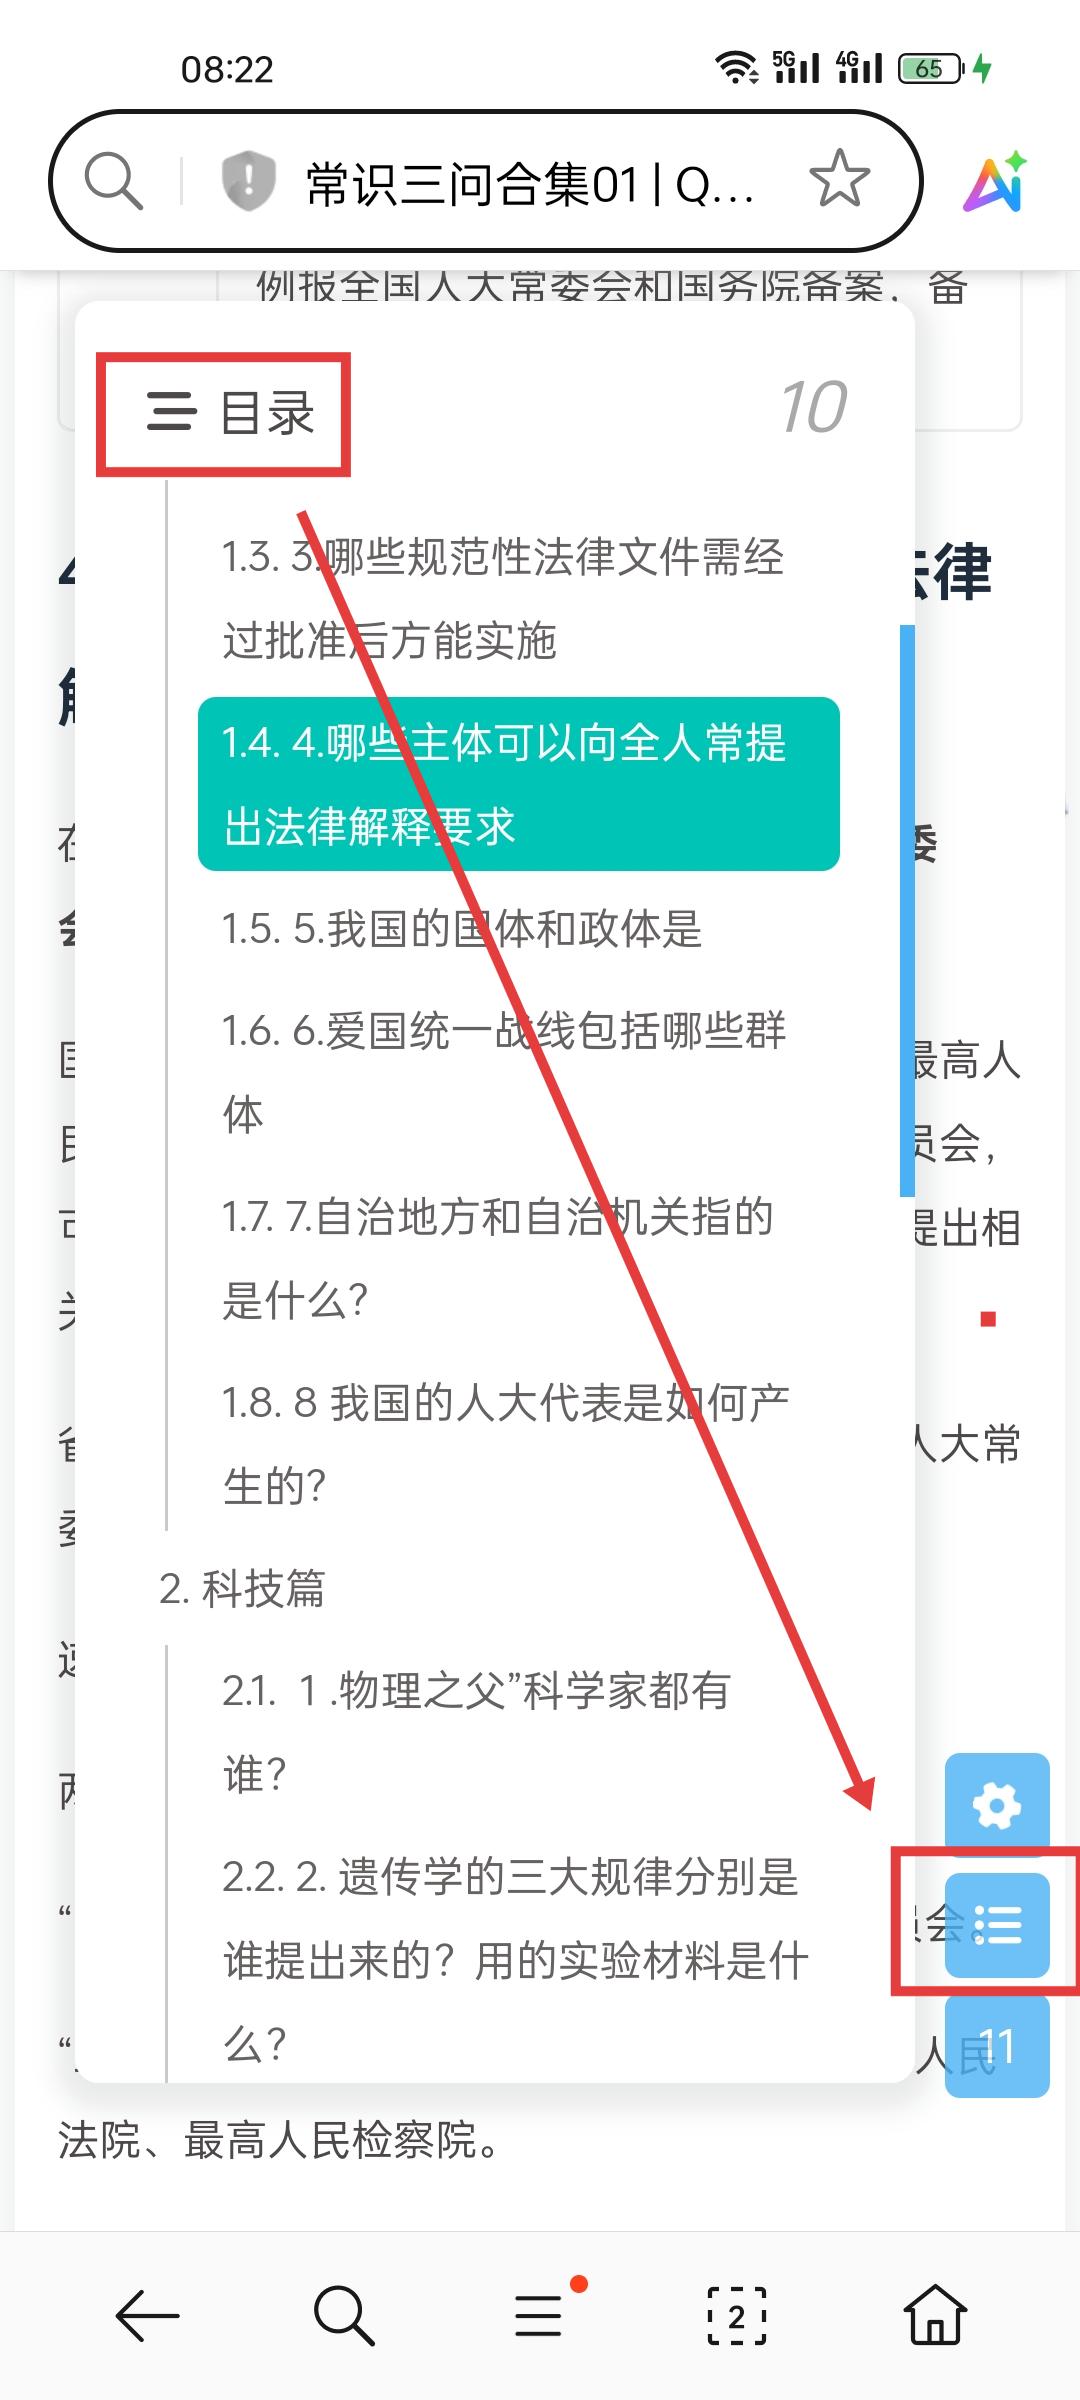 08:22
5G
4G
65
常识三问合集01 | Q...
例报全国人大常委会和国务院备案，备
目录
10
1.3. 3.哪些规范性法律文件需经
过批准后方能实施
1.4. 4.哪些主体可以向全人常提
出法律解释要求
1.5. 5.我国的国体和政体是
1.6. 6.爱国统一战线包括哪些群
体
1.7. 7.自治地方和自治机关指的
是什么？
1.8. 8 我国的人大代表是如何产
生的？
2. 科技篇
2.1. 1 .物理之父”科学家都有
谁？
2.2. 2. 遗传学的三大规律分别是
谁提出来的？用的实验材料是什
么？
律
委
最高人
员会，
提出相
人大常
会。
11
人民
法院、最高人民检察院。
2